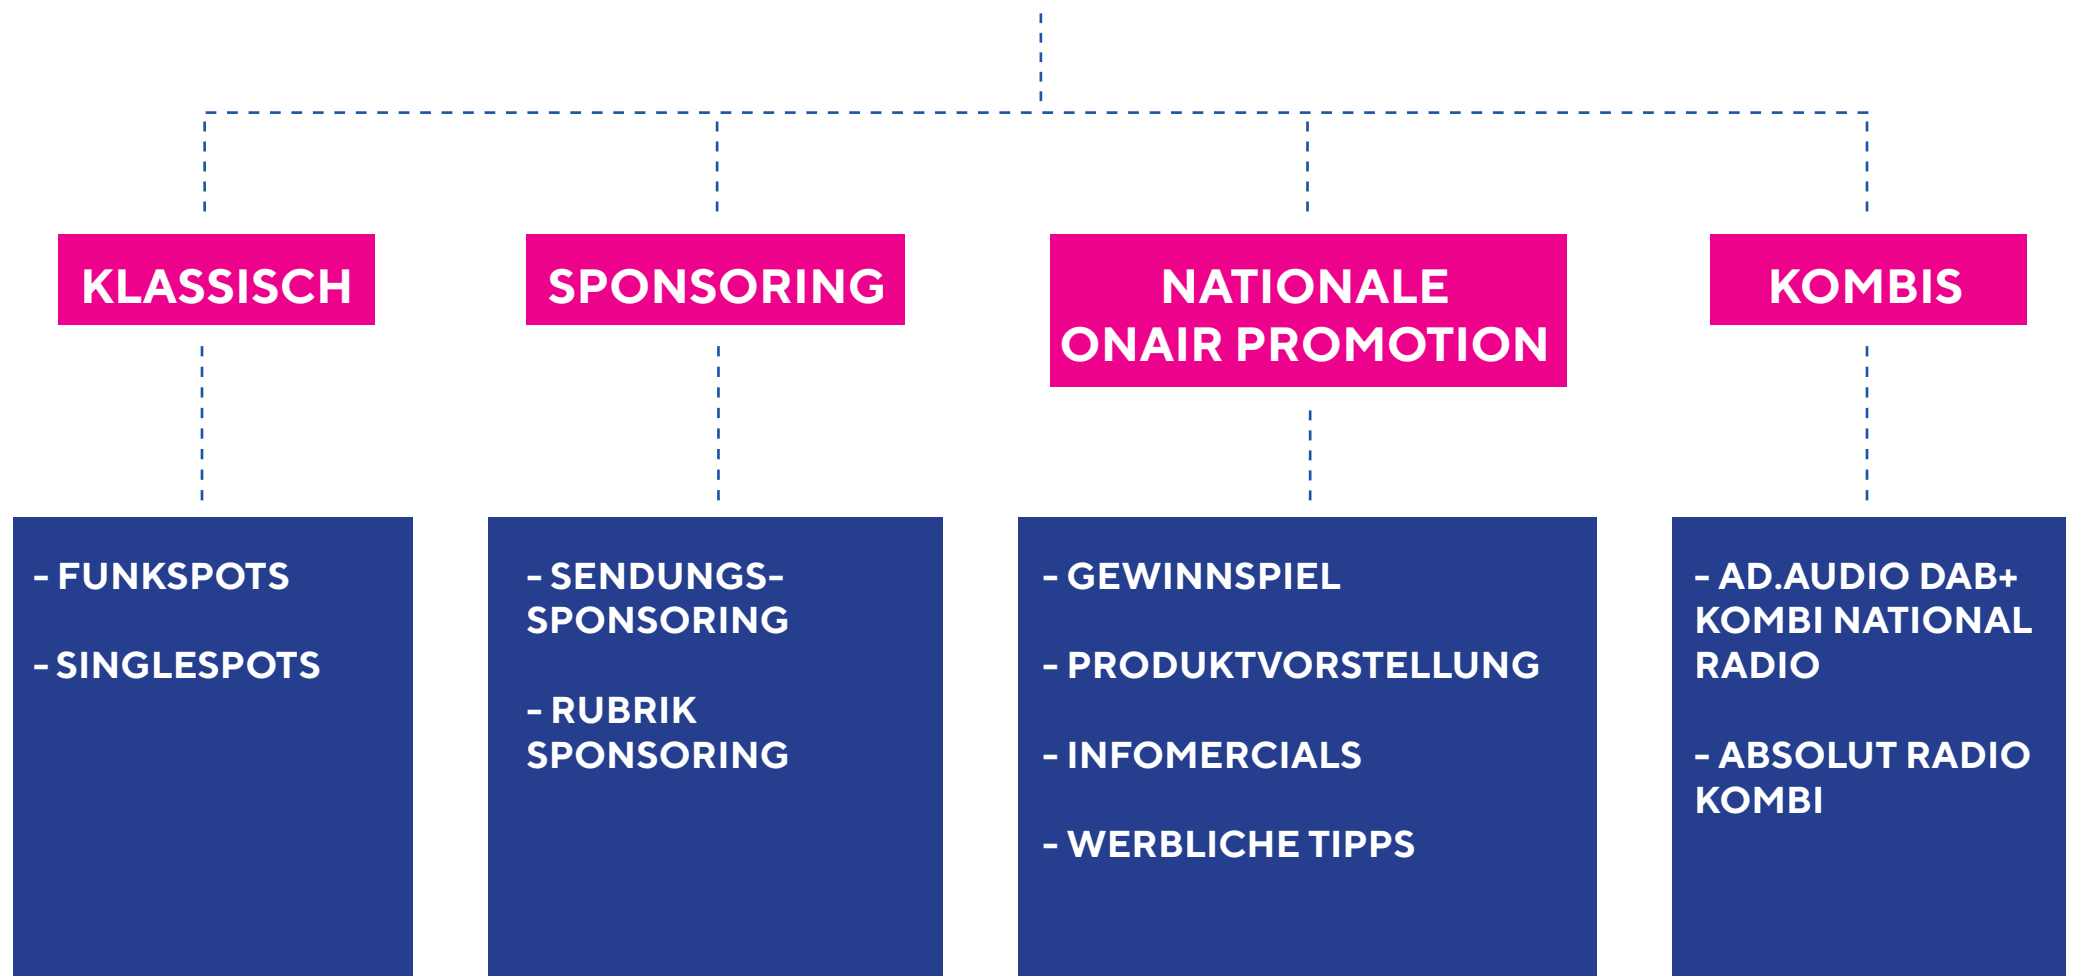 KLASSISCH
- FUNKSPOTS
- SINGLESPOTS
SPONSORING
- SENDUNGS-
SPONSORING
- RUBRIK
SPONSORING
NATIONALE
ONAIR PROMOTION
- GEWINNSPIEL
- PRODUKTVORSTELLUNG
- INFOMERCIALS
- WERBLICHE TIPPS
KOMBIS
- AD.AUDIO DAB+
KOMBI NATIONAL
RADIO
- ABSOLUT RADIO
KOMBI